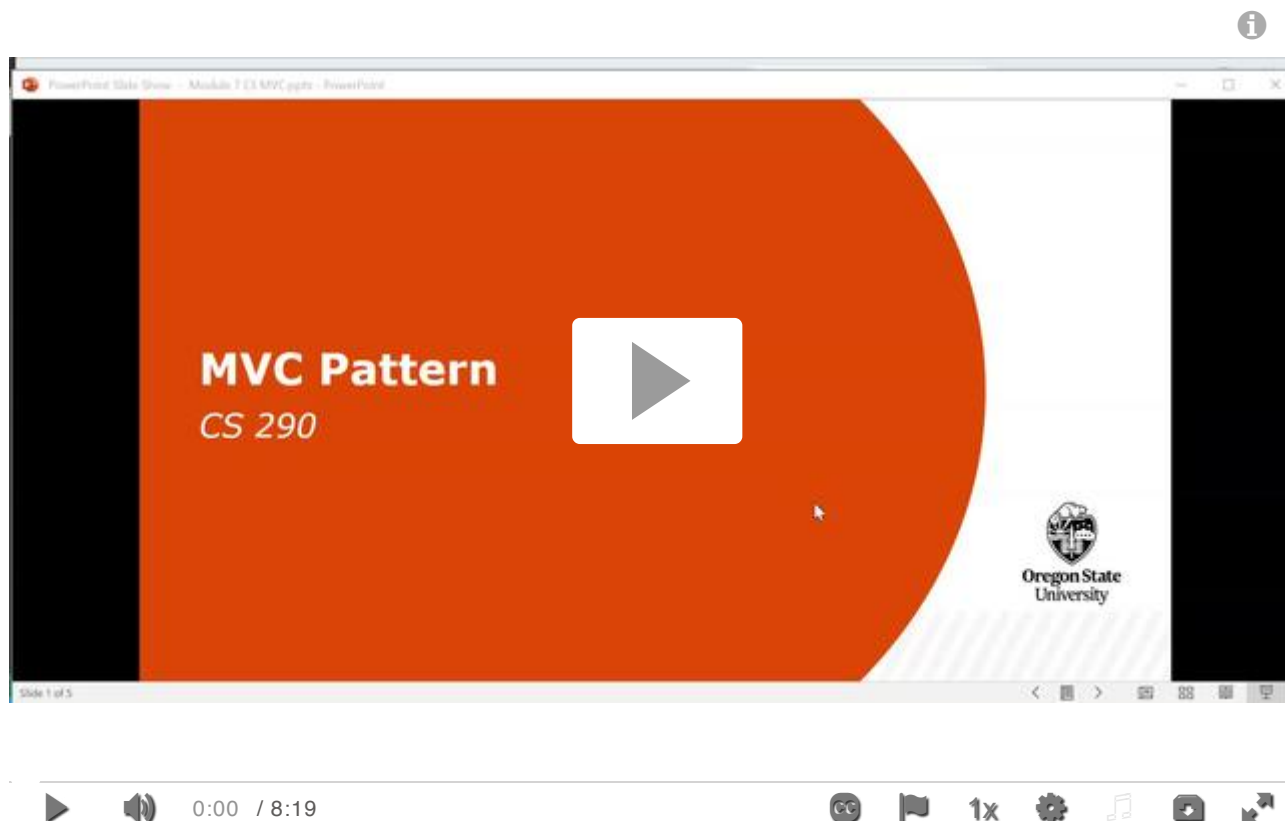 PowerPoint Slide Show - Module 7 CS MVC.pptx - PowerPoint
MVC Pattern
CS 290
Oregon State
University
Slide 1 of 5
0:00 / 8:19
CC
1x